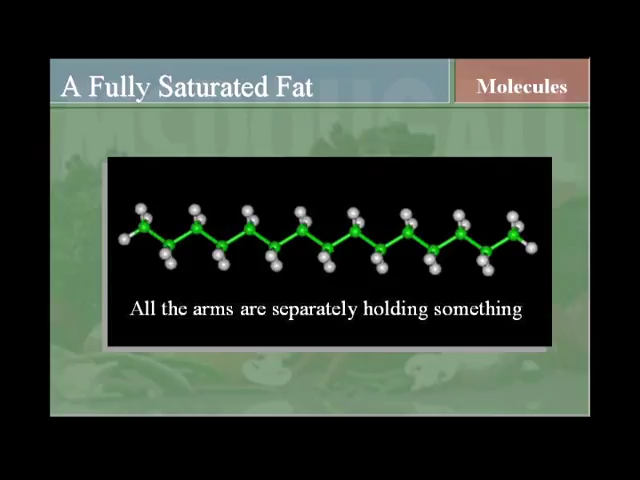 A Fully Saturated Fat
Molecules
All the arms are separately holding something